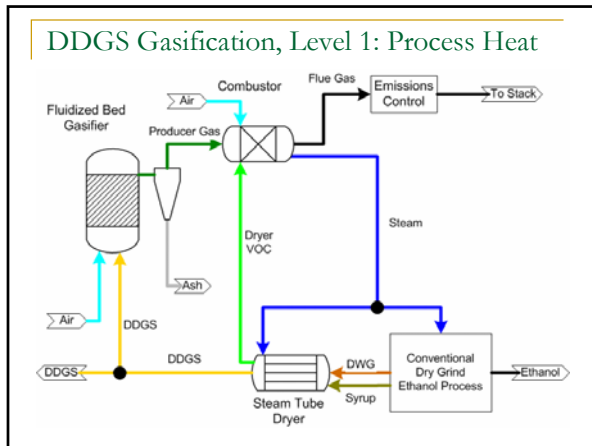 DDGS Gasification, Level 1: Process Heat
Combustor
Flue Gas
Emissions
Control
To Stack
Air
Fluidized Bed
Gasifier
Producer Gas
Dryer
VOC
Steam
Ash
Air
DDGS
DDGS
DDGS
DWG
Syrup
Conventional
Dry Grind
Ethanol Process
Ethanol
Steam Tube
Dryer